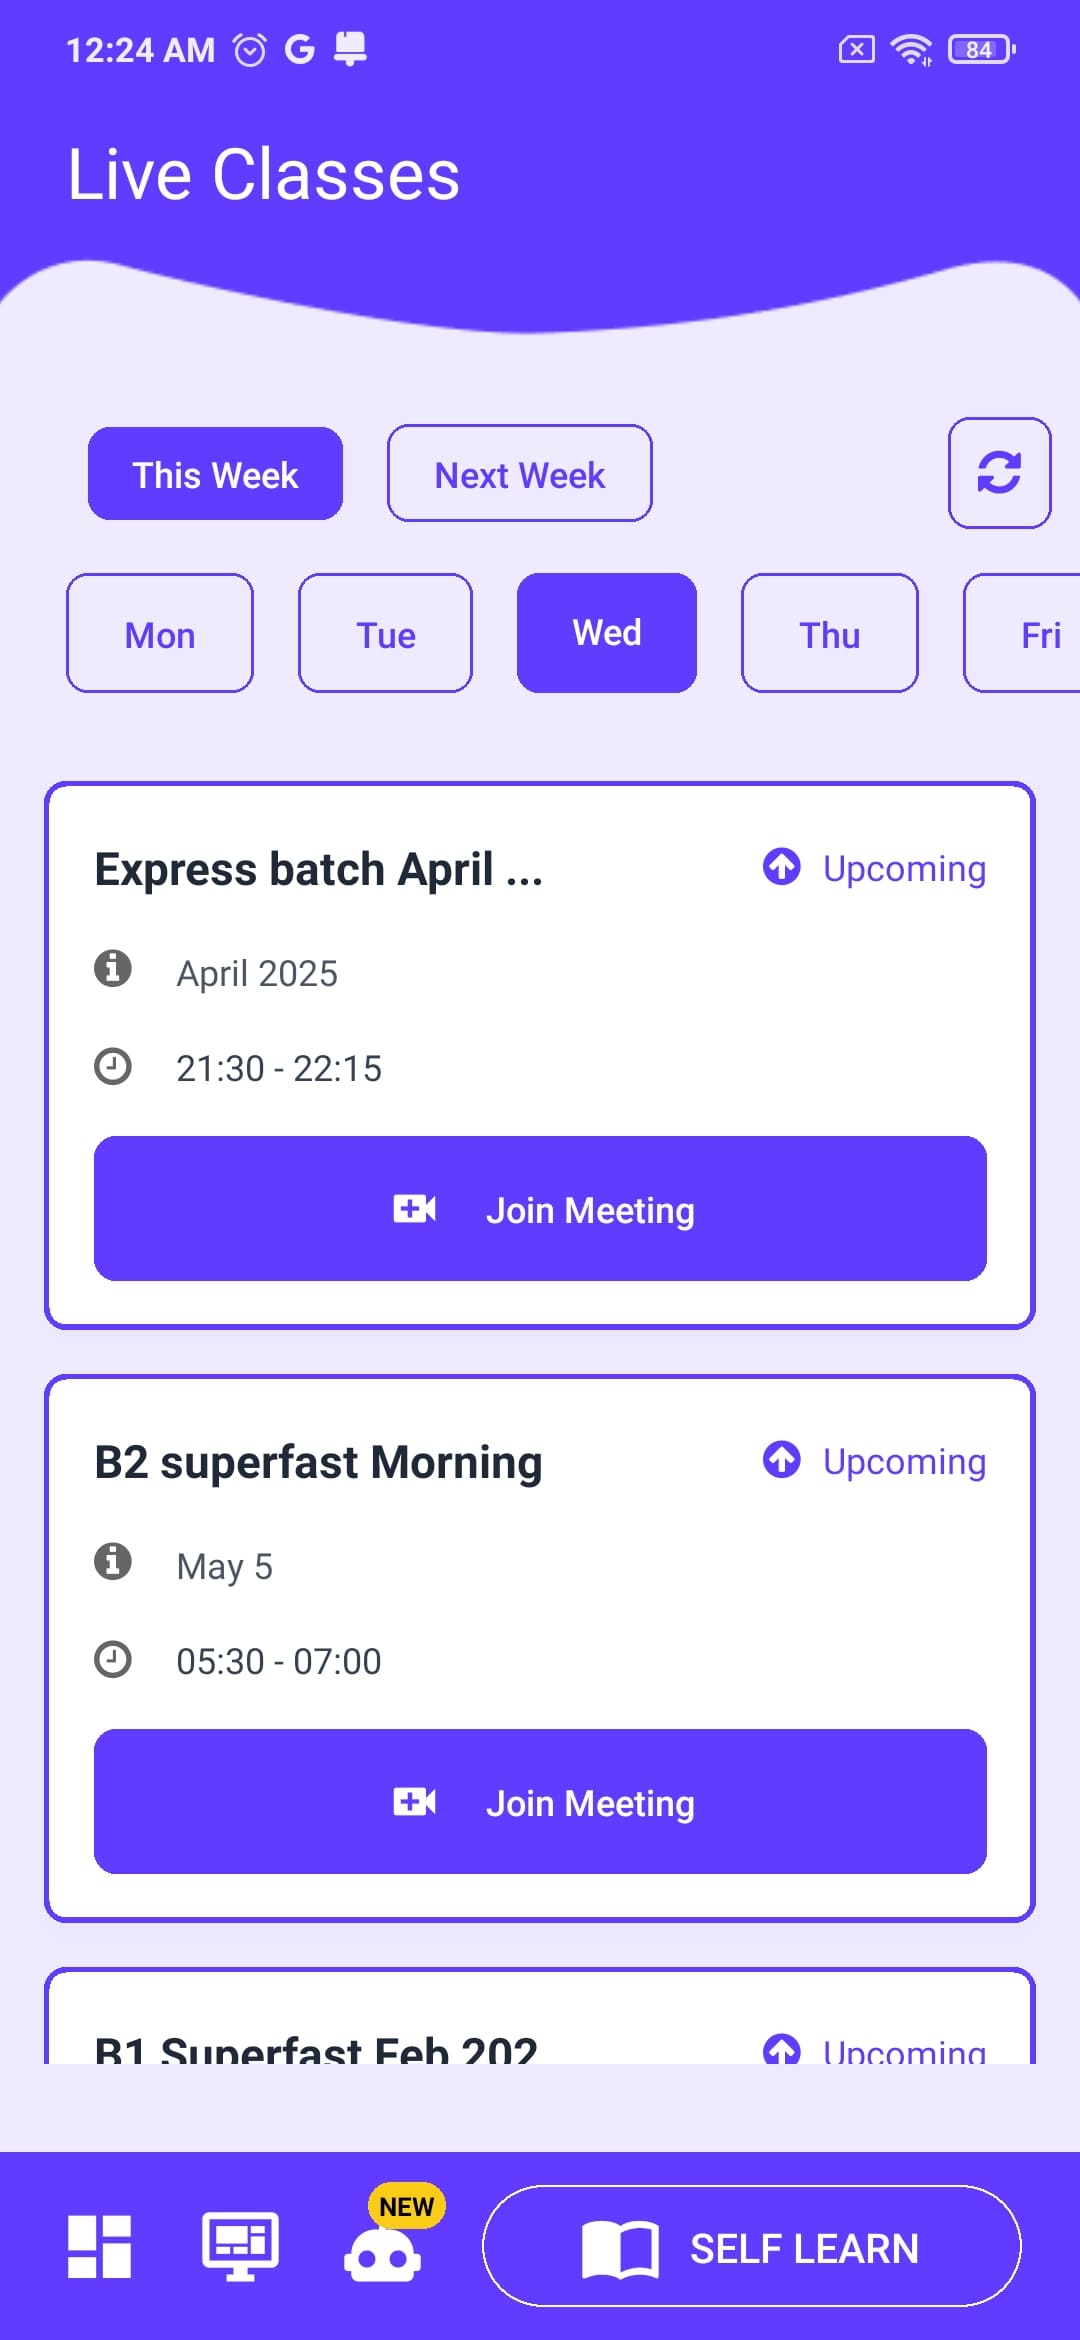 12:24 AM G 84
Live Classes
This Week Next Week
Mon Tue Wed Thu Fri
Express batch April ... Upcoming
April 2025
21:30 - 22:15
Join Meeting
B2 superfast Morning Upcoming
May 5
05:30 - 07:00
Join Meeting
B1 Superfast Feb 202 Upcoming
NEW
SELF LEARN